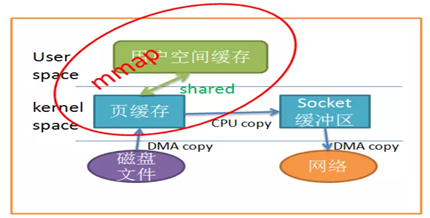 User
space
用户空间缓存
mmap
shared
kernel
space
页缓存
Socket
缓冲区
CPU copy
DMA copy
DMA copy
磁盘
文件
网络